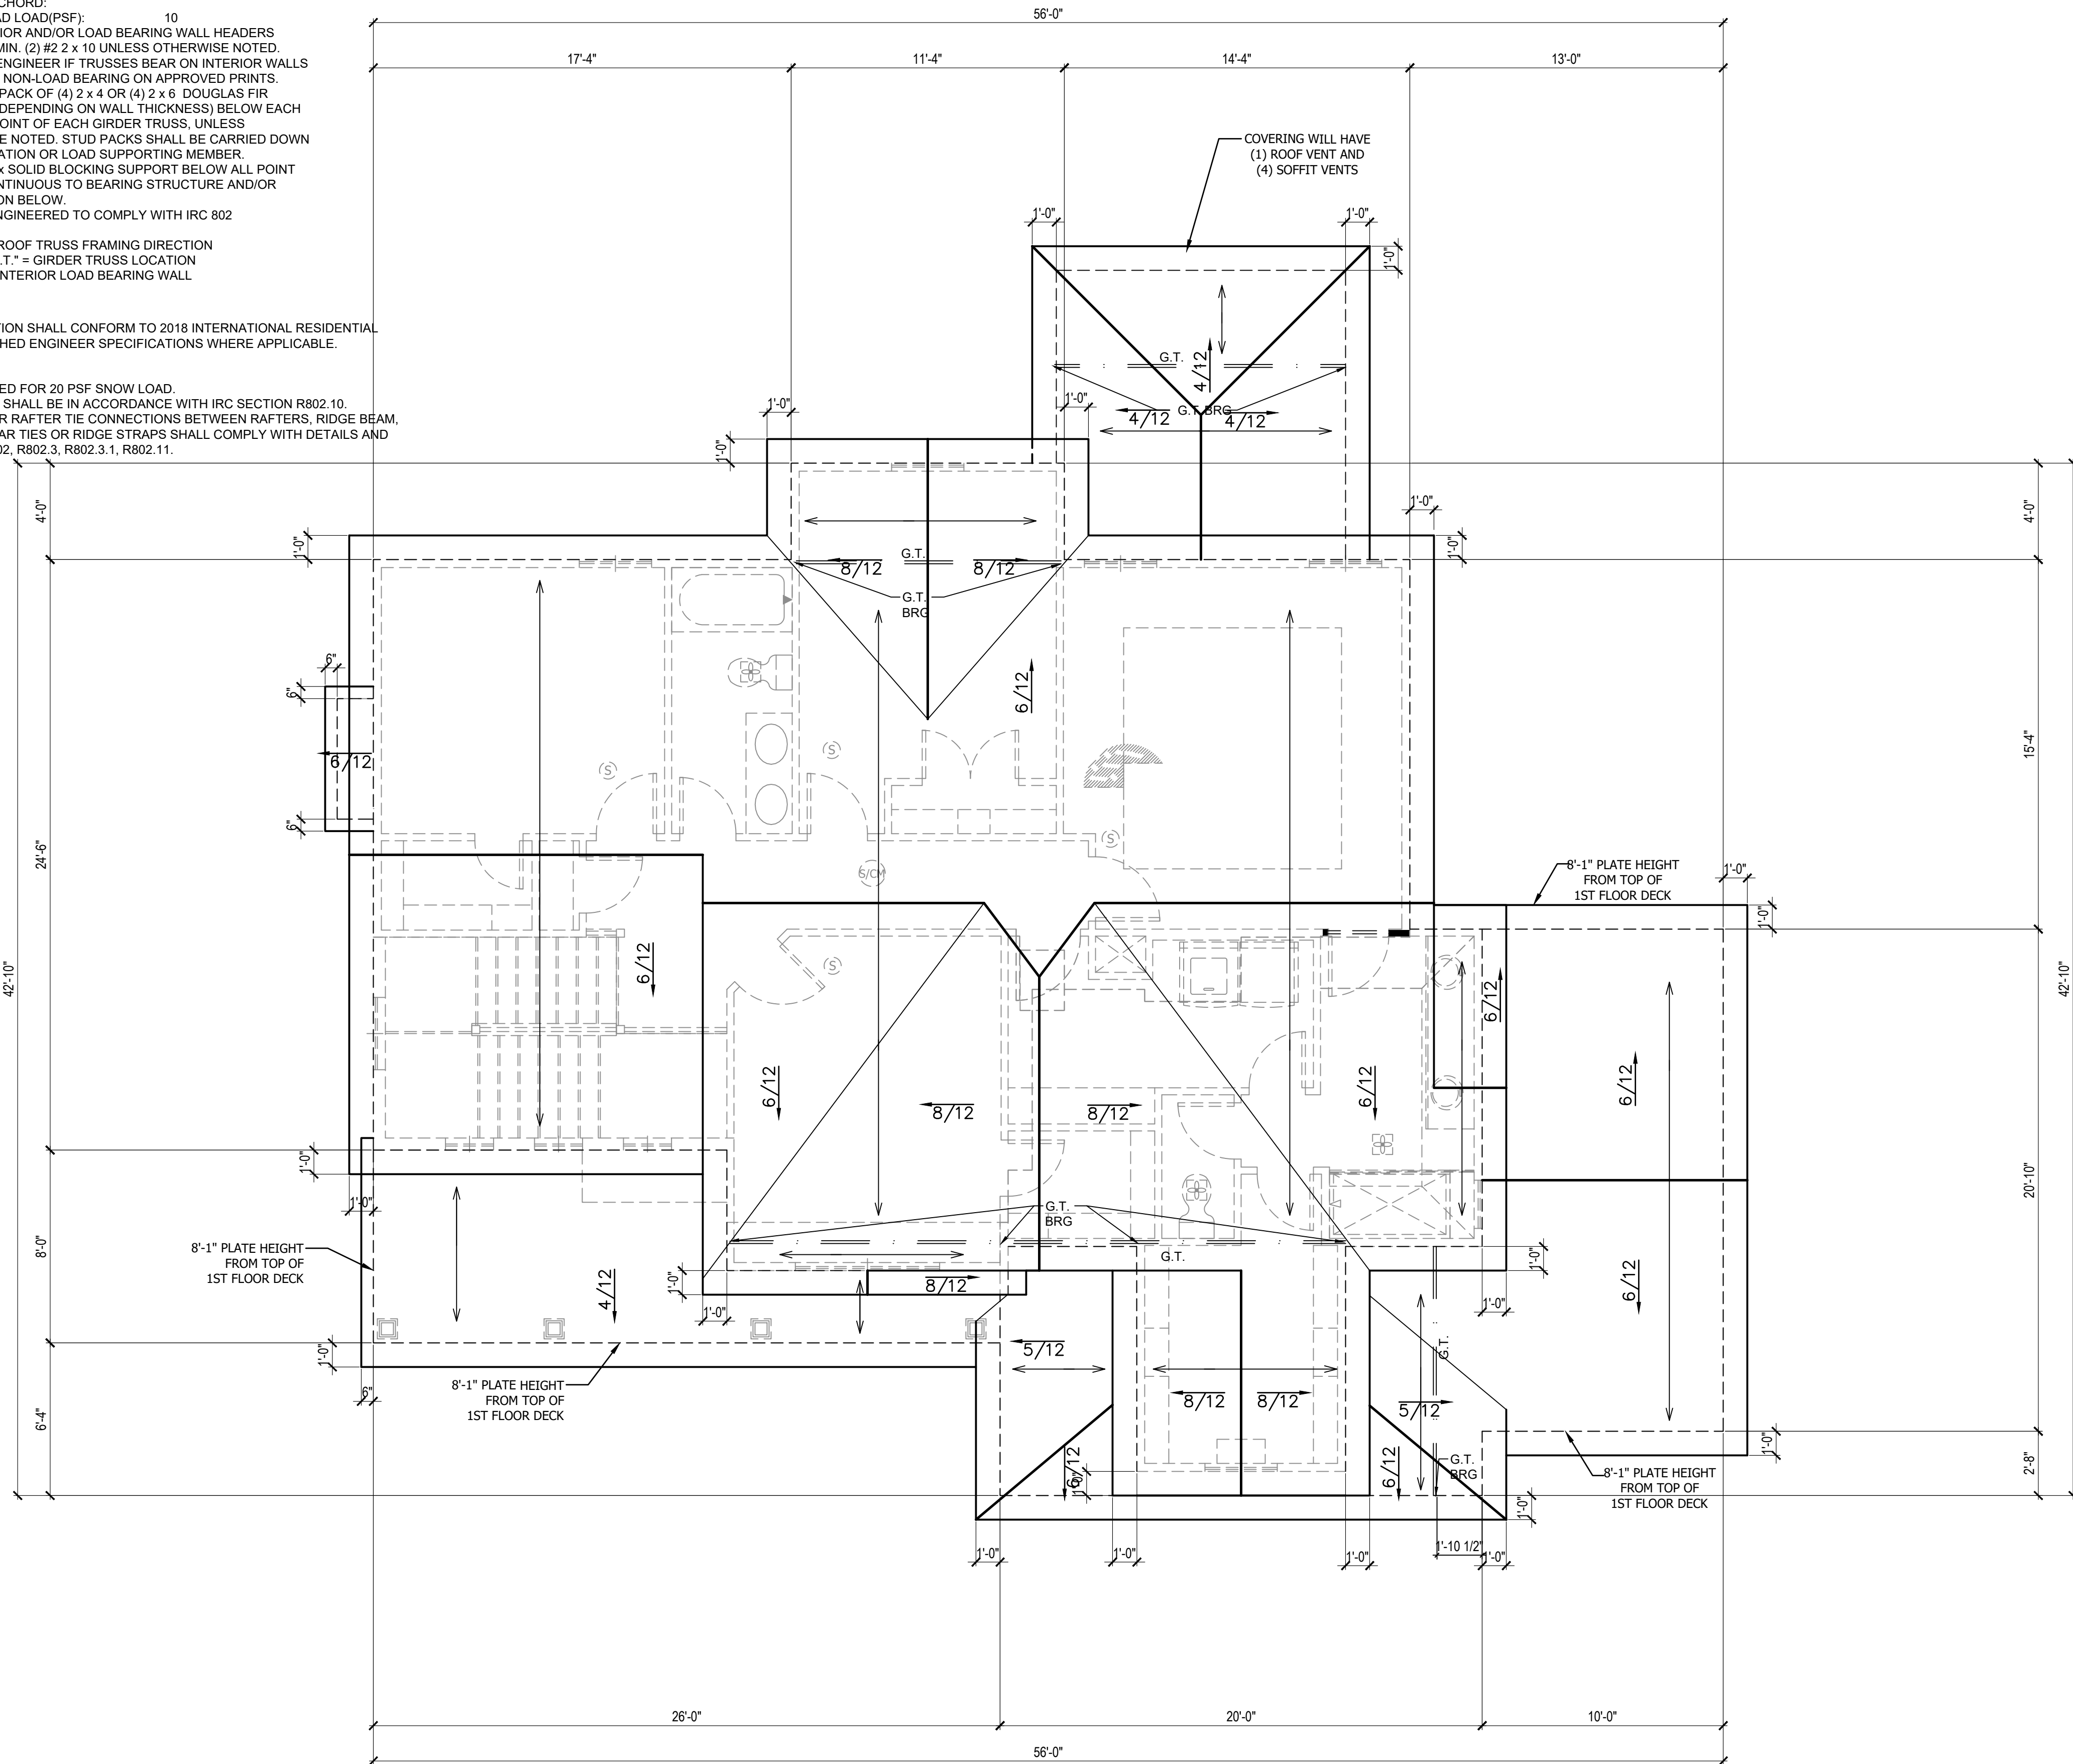 CHORD:
AD LOAD(PSF): 10
IOR AND/OR LOAD BEARING WALL HEADERS
MIN. (2) #2 2 x 10 UNLESS OTHERWISE NOTED.
ENGINEER IF TRUSSES BEAR ON INTERIOR WALLS
NON-LOAD BEARING ON APPROVED PRINTS.
PACK OF (4) 2 x 4 OR (4) 2 x 6 DOUGLAS FIR
DEPENDING ON WALL THICKNESS) BELOW EACH
OINT OF EACH GIRDER TRUSS, UNLESS
E NOTED. STUD PACKS SHALL BE CARRIED DOWN
ATION OR LOAD SUPPORTING MEMBER.
x SOLID BLOCKING SUPPORT BELOW ALL POINT
NTINUOUS TO BEARING STRUCTURE AND/OR
ON BELOW.
NGINEERED TO COMPLY WITH IRC 802
ROOF TRUSS FRAMING DIRECTION
.T." = GIRDER TRUSS LOCATION
NTERIOR LOAD BEARING WALL
TION SHALL CONFORM TO 2018 INTERNATIONAL RESIDENTIAL
HED ENGINEER SPECIFICATIONS WHERE APPLICABLE.
ED FOR 20 PSF SNOW LOAD.
SHALL BE IN ACCORDANCE WITH IRC SECTION R802.10.
R RAFTER TIE CONNECTIONS BETWEEN RAFTERS, RIDGE BEAM,
AR TIES OR RIDGE STRAPS SHALL COMPLY WITH DETAILS AND
02, R802.3, R802.3.1, R802.11.
56'-0"
17'-4"
11'-4"
14'-4"
13'-0"
COVERING WILL HAVE
(1) ROOF VENT AND
(4) SOFFIT VENTS
1'-0"
1'-0"
1'-0"
G.T.
4/12
1'-0"
1'-0"
G.T. BRG
4/12
4/12
1'-0"
4'-0"
4'-0"
1'-0"
1'-0"
1'-0"
G.T.
8/12
8/12
G.T.
BRG
6"
6"
6/12
6/12
6"
S
S
S
S/CM
S
15'-4"
24'-6"
42'-10"
42'-10"
8'-1" PLATE HEIGHT
FROM TOP OF
1ST FLOOR DECK
1'-0"
1'-0"
6/12
6/12
6/12
6/12
6/12
8/12
8/12
1'-0"
1'-0"
G.T.
BRG
G.T.
20'-10"
8'-1" PLATE HEIGHT
FROM TOP OF
1ST FLOOR DECK
8'-0"
4/12
1'-0"
8/12
1'-0"
1'-0"
1'-0"
6/12
G.T.
5/12
1'-0"
6"
8'-1" PLATE HEIGHT
FROM TOP OF
1ST FLOOR DECK
8/12
8/12
5/12
6'-4"
6/12
1'-0"
6/12
G.T.
BRG
1'-0"
2'-8"
8'-1" PLATE HEIGHT
FROM TOP OF
1ST FLOOR DECK
1'-0"
1'-0"
1'-0"
1'-0"
1'-10 1/2"
1'-0"
26'-0"
20'-0"
10'-0"
56'-0"